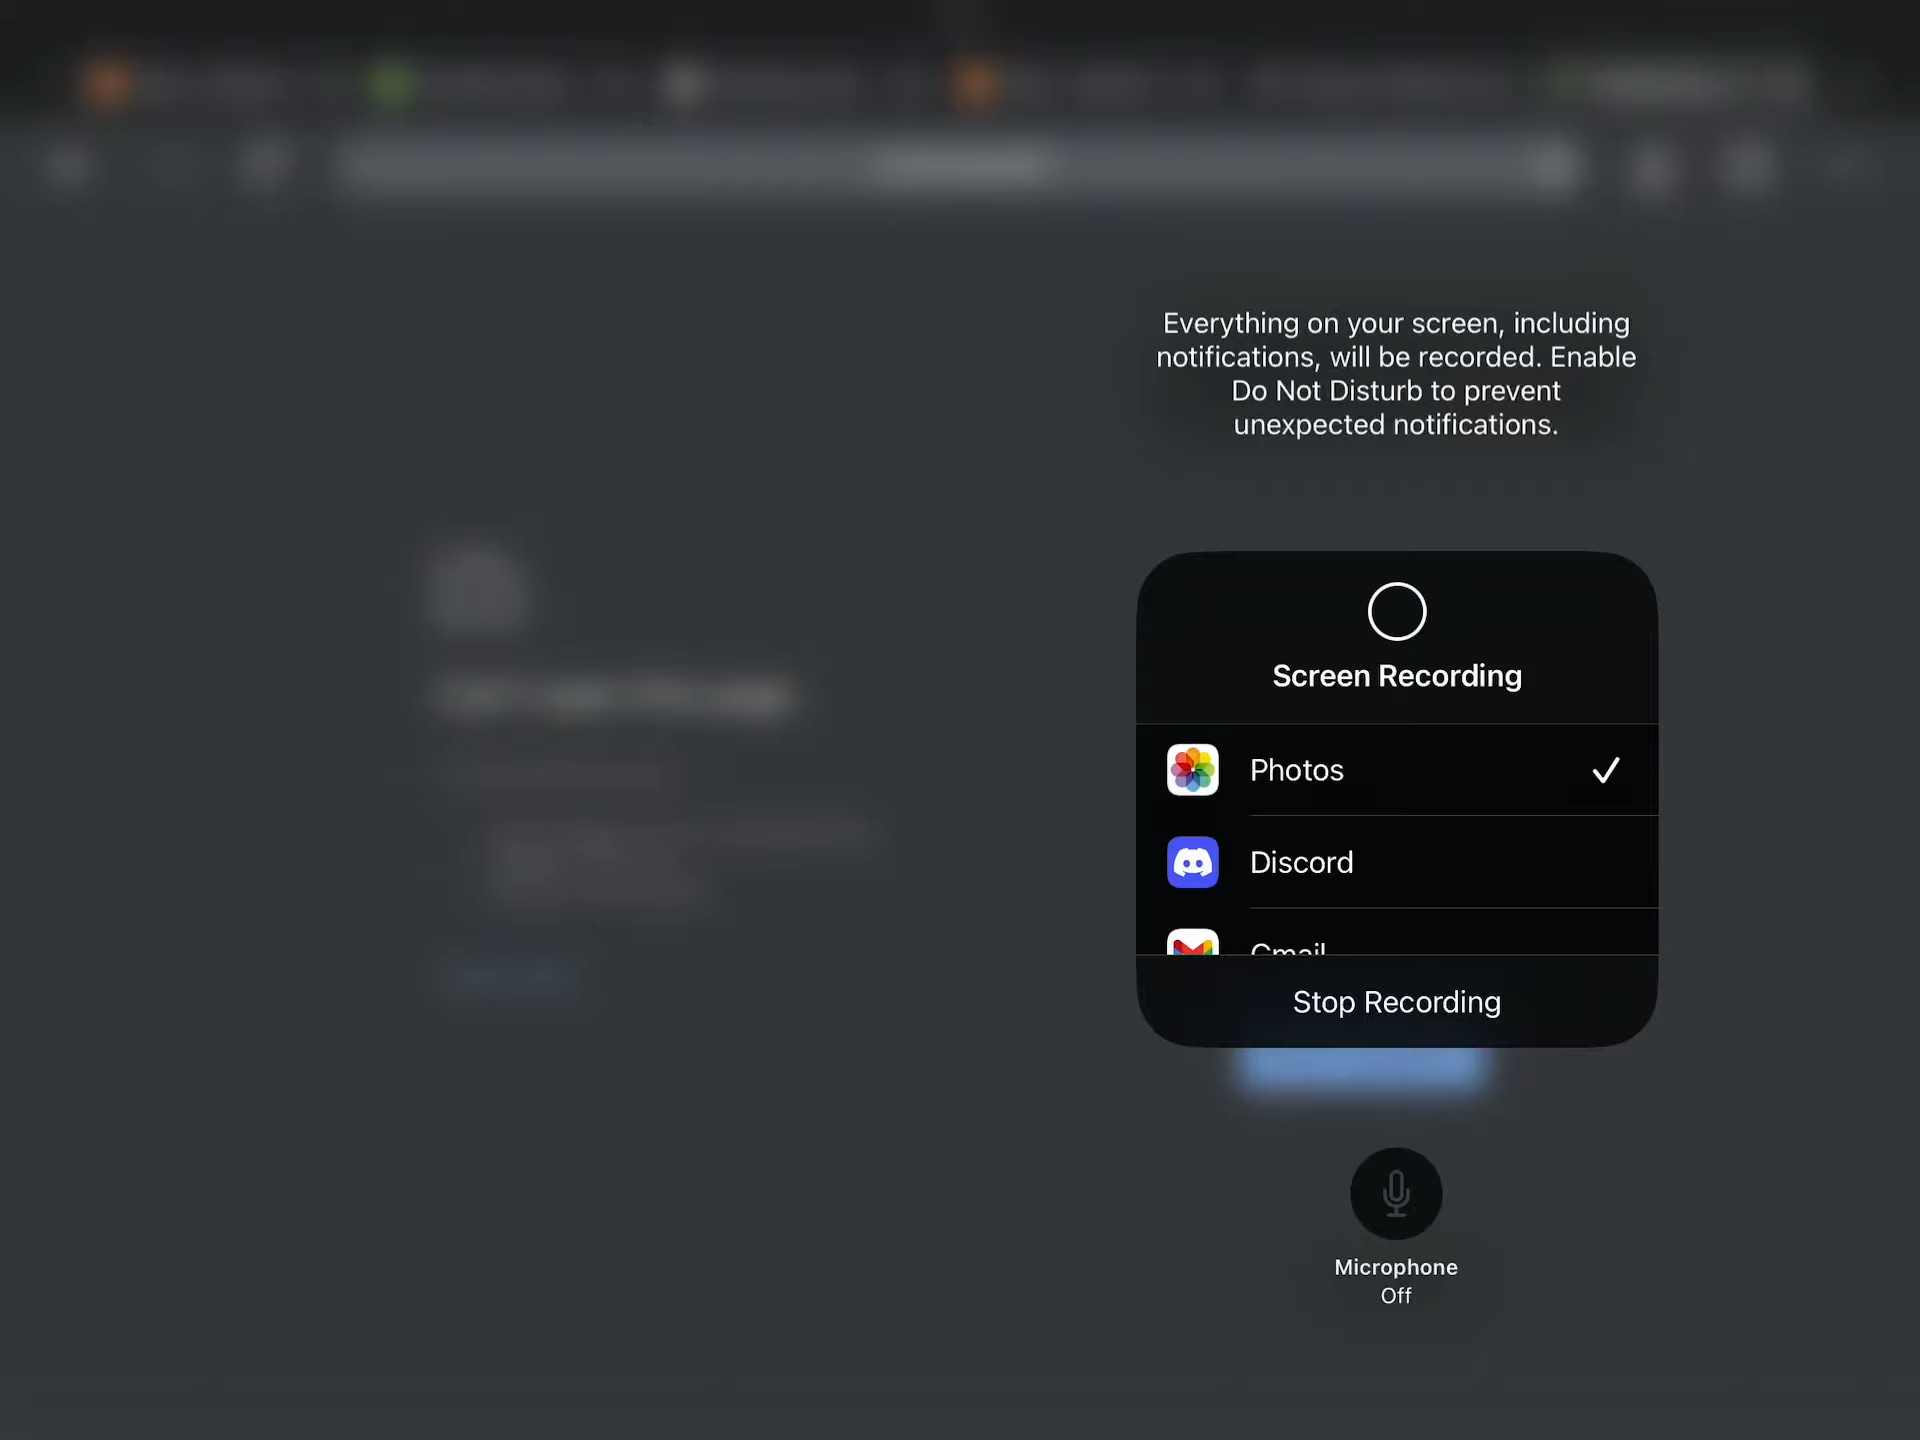 Everything on your screen, including
notifications, will be recorded. Enable
Do Not Disturb to prevent
unexpected notifications.
Screen Recording
Photos
Discord
Gmail
Stop Recording
Microphone
Off